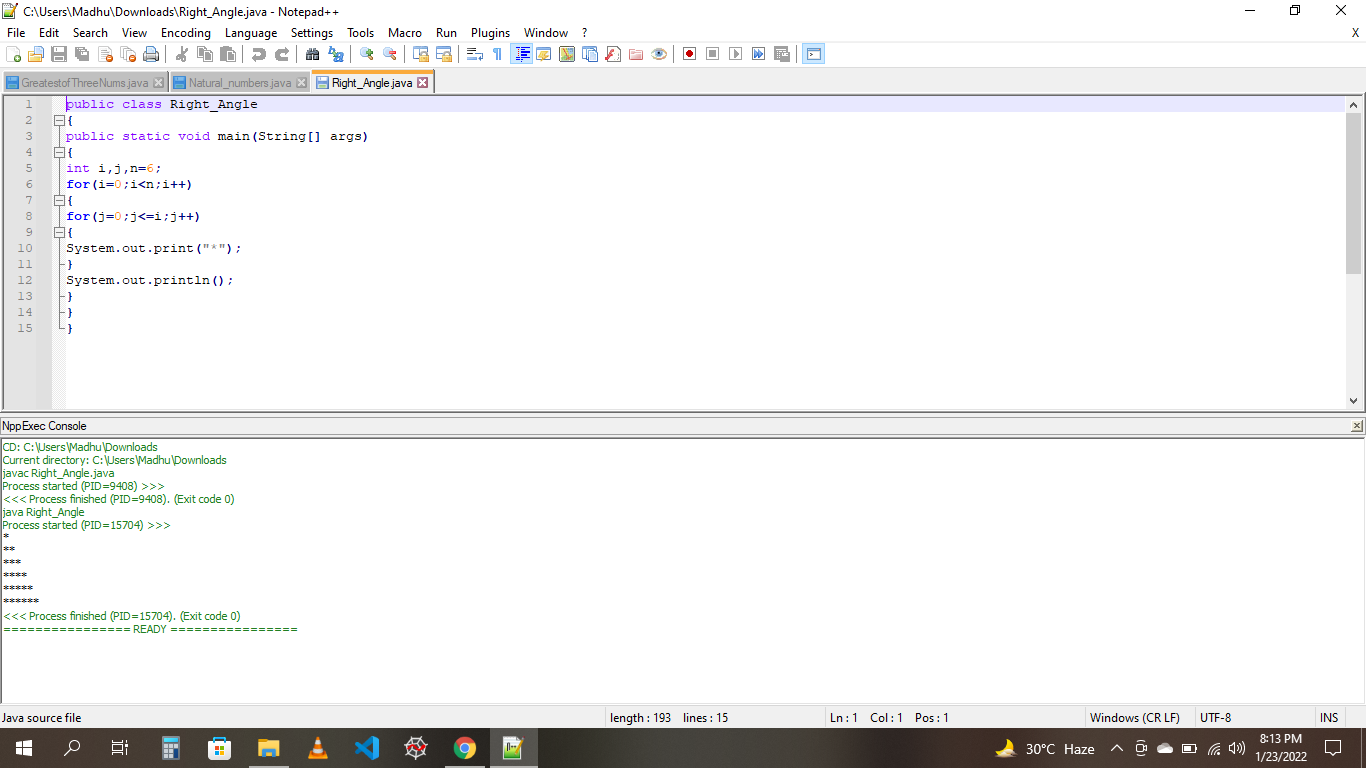 C:\Users\Madhu\Downloads\Right_Angle.java - Notepad++
File Edit Search View Encoding Language Settings Tools Macro Run Plugins Window ? X
GreatestofThreeNums.java Natural_numbers.java Right_Angle.java
1 public class Right_Angle
2 {
3 public static void main(String[] args)
4 {
5 int i,j,n=6;
6 for(i=0;i<n;i++)
7 {
8 for(j=0;j<=i;j++)
9 {
10 System.out.print("*");
11 }
12 System.out.println();
13 }
14 }
15 }
NppExec Console
CD: C:\Users\Madhu\Downloads
Current directory: C:\Users\Madhu\Downloads
javac Right_Angle.java
Process started (PID=9408) >>>
<<< Process finished (PID=9408). (Exit code 0)
java Right_Angle
Process started (PID=15704) >>>
*
**
***
****
*****
******
<<< Process finished (PID=15704). (Exit code 0)
================ READY ================
Java source file length : 193 lines : 15 Ln : 1 Col : 1 Pos : 1 Windows (CR LF) UTF-8 INS
30°C Haze 8:13 PM
1/23/2022